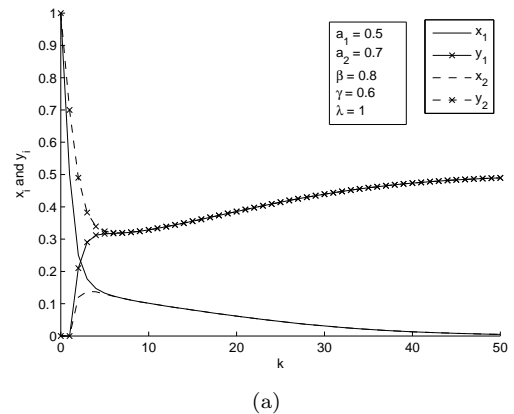 1
0.9
0.8
0.7
0.6
0.5
0.4
0.3
0.2
0.1
0
x_i and y_i
a_1 = 0.5
a_2 = 0.7
β = 0.8
γ = 0.6
λ = 1
x_1
y_1
x_2
y_2
0 10 20 30 40 50
k
(a)